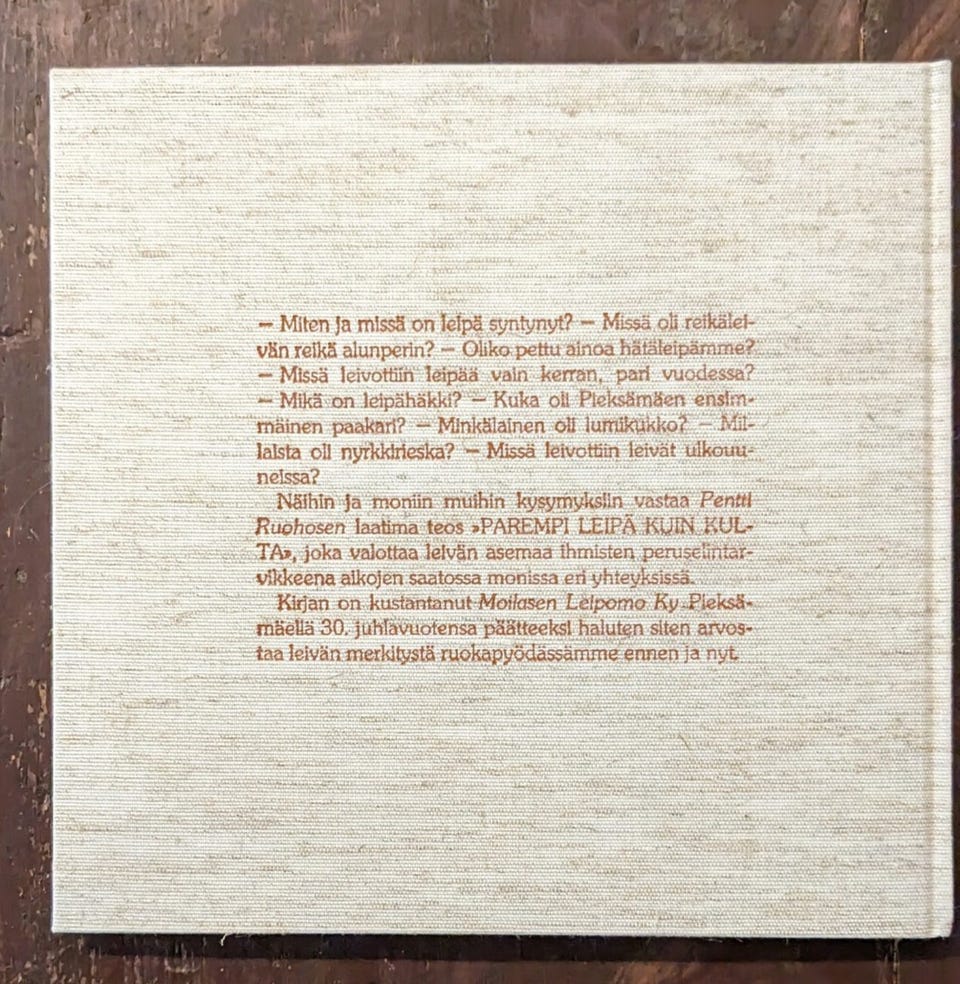 – Miten ja missä on leipä syntynyt? – Missä oli reikälei-
vän reikä alunperin? – Oliko pettu ainoa hätäleipämme?
– Missä leivottiin leipää vain kerran, pari vuodessa?
– Mikä on leipähäkki? – Kuka oli Pieksämäen ensim-
mäinen paakari? – Minkälainen oli lumikukko? – Mil-
laista oli nyrkkirieska? – Missä leivottiin leivät ulkouu-
neissa?
Näihin ja moniin muihin kysymyksiin vastaa Pentti
Ruohosen laatima teos »PAREMPI LEIPÄ KUIN KUL-
TA», joka valottaa leivän asemaa ihmisten peruselintar-
vikkeena aikojen saatossa monissa eri yhteyksissä.
Kirjan on kustantanut Moilasen Leipomo Ky Pieksä-
mäellä 30. juhlavuotensa päätteeksi haluten siten arvos-
taa leivän merkitystä ruokapöydässämme ennen ja nyt.